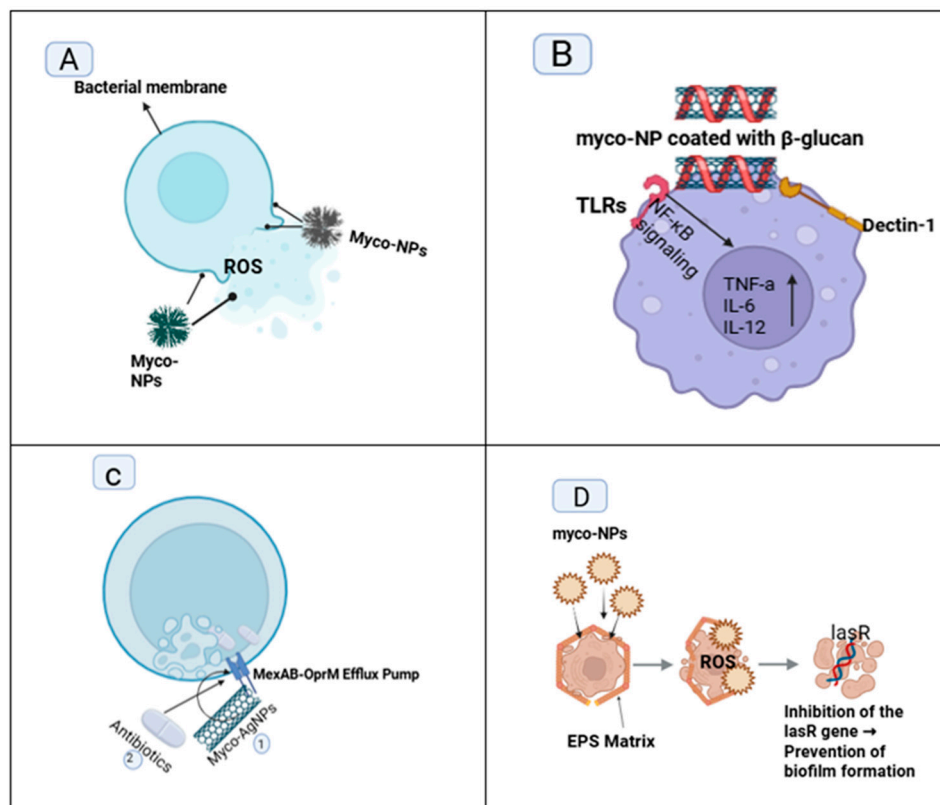 A
Bacterial membrane
Myco-NPs
ROS
Myco-
NPs
B
myco-NP coated with β-glucan
TLRs
NF-κB
signaling
Dectin-1
TNF-a
IL-6
IL-12
c
MexAB-OprM Efflux Pump
Antibiotics
2
Myco-AgNPs
1
D
myco-NPs
EPS Matrix
ROS
lasR
Inhibition of the
lasR gene →
Prevention of
biofilm formation